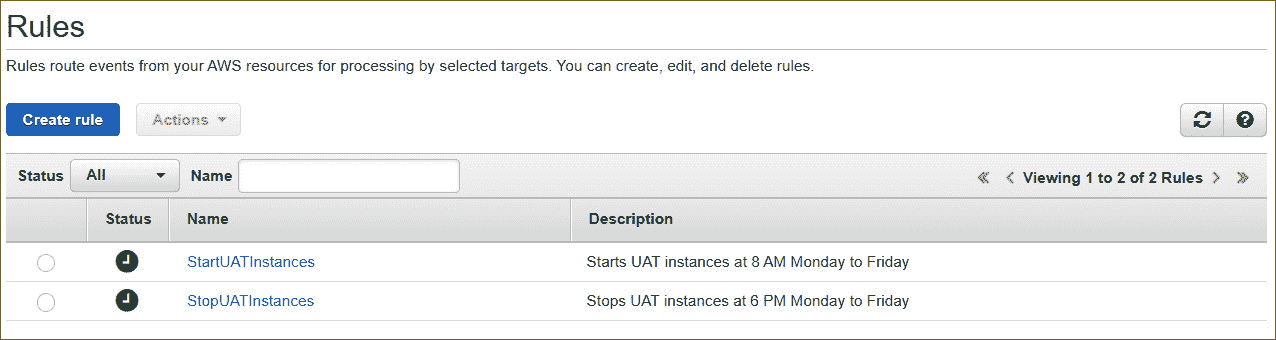 Rules
Rules route events from your AWS resources for processing by selected targets. You can create, edit, and delete rules.
Create rule Actions
Status All Name « < Viewing 1 to 2 of 2 Rules > »
Status Name Description
StartUATInstances Starts UAT instances at 8 AM Monday to Friday
StopUATInstances Stops UAT instances at 6 PM Monday to Friday